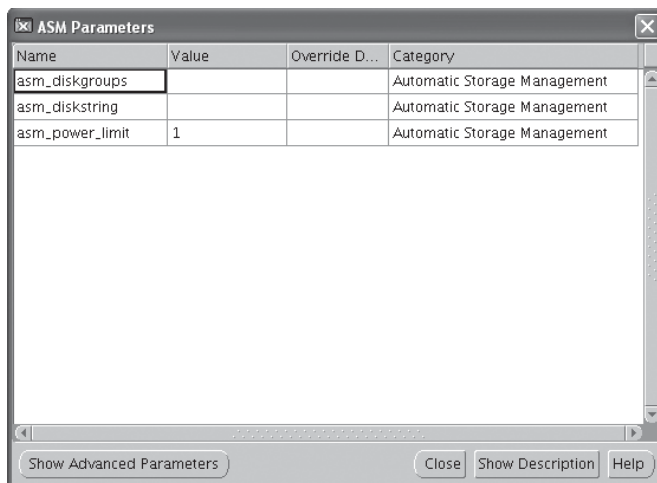 ASM Parameters
Name Value Override D... Category
asm_diskgroups Automatic Storage Management
asm_diskstring Automatic Storage Management
asm_power_limit 1 Automatic Storage Management
Show Advanced Parameters Close Show Description Help